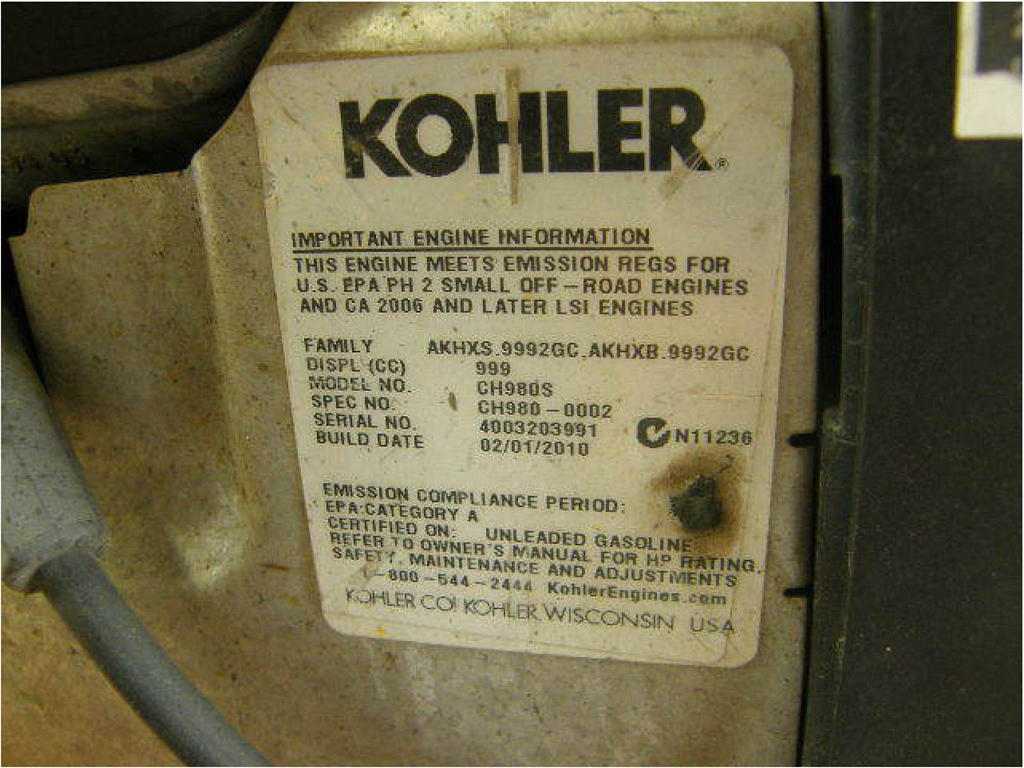 KOHLER®
IMPORTANT ENGINE INFORMATION
THIS ENGINE MEETS EMISSION REGS FOR
U.S. EPA PH 2 SMALL OFF-ROAD ENGINES
AND CA 2006 AND LATER LSI ENGINES
FAMILY AKHXS.9992GC, AKHXB.9992GC
DISPL (CC) 999
MODEL NO. CH980S
SPEC NO. CH980-0002
SERIAL NO. 4003203991
BUILD DATE 02/01/2010
N11236
EMISSION COMPLIANCE PERIOD:
EPA:CATEGORY A
CERTIFIED ON: UNLEADED GASOLINE
REFER TO OWNER'S MANUAL FOR HP RATING,
SAFETY, MAINTENANCE AND ADJUSTMENTS
1-800-544-2444 KohlerEngines.com
KOHLER CO. KOHLER, WISCONSIN USA